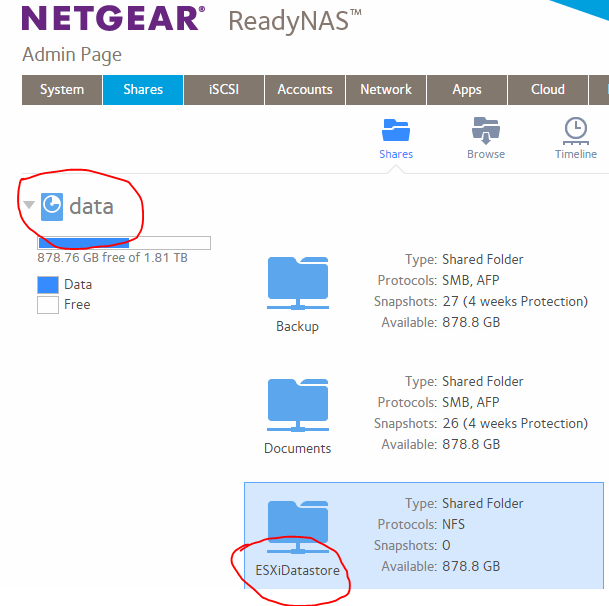 NETGEAR® ReadyNAS™
Admin Page
System Shares iSCSI Accounts Network Apps Cloud
Shares Browse Timeline
data
878.76 GB free of 1.81 TB
Data
Free
Type: Shared Folder
Protocols: SMB, AFP
Snapshots: 27 (4 weeks Protection)
Available: 878.8 GB
Backup
Type: Shared Folder
Protocols: SMB, AFP
Snapshots: 26 (4 weeks Protection)
Available: 878.8 GB
Documents
Type: Shared Folder
Protocols: NFS
Snapshots: 0
Available: 878.8 GB
ESXiDatastore